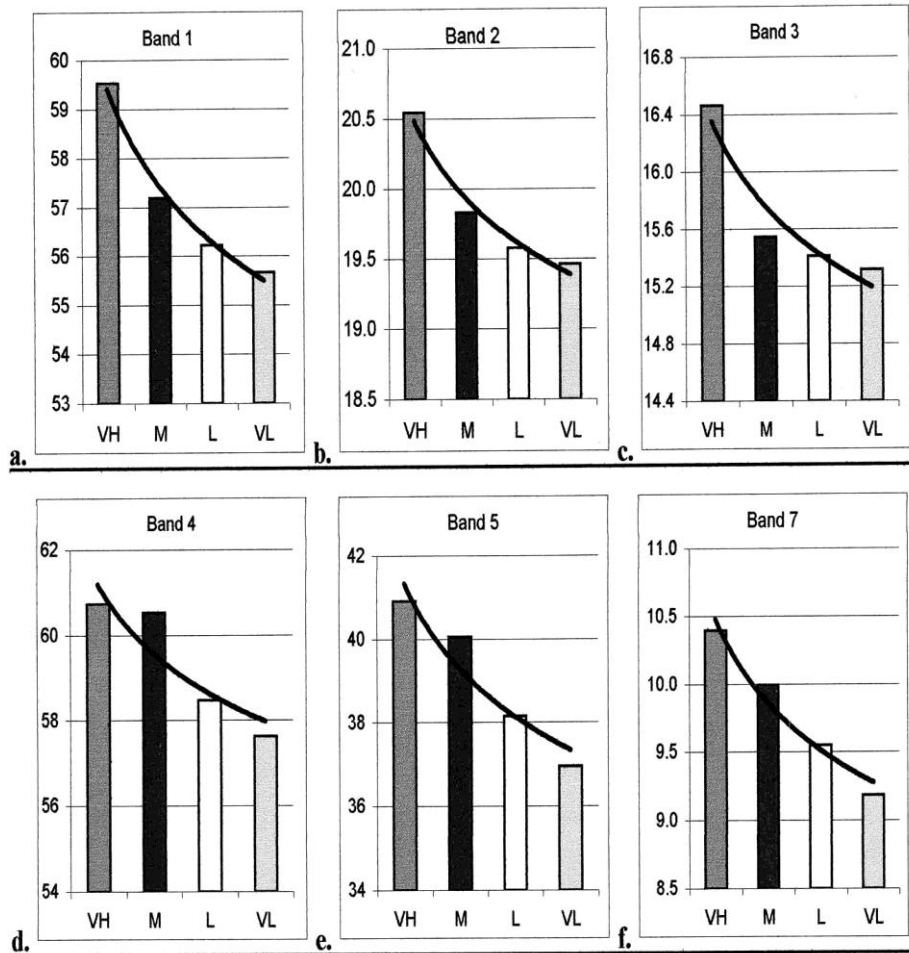 Band 1
60
59
58
57
56
55
54
53
VH M L VL
a.
Band 2
21.0
20.5
20.0
19.5
19.0
18.5
VH M L VL
b.
Band 3
16.8
16.4
16.0
15.6
15.2
14.8
14.4
VH M L VL
c.
Band 4
62
60
58
56
54
VH M L VL
d.
Band 5
42
40
38
36
34
VH M L VL
e.
Band 7
11.0
10.5
10.0
9.5
9.0
8.5
VH M L VL
f.